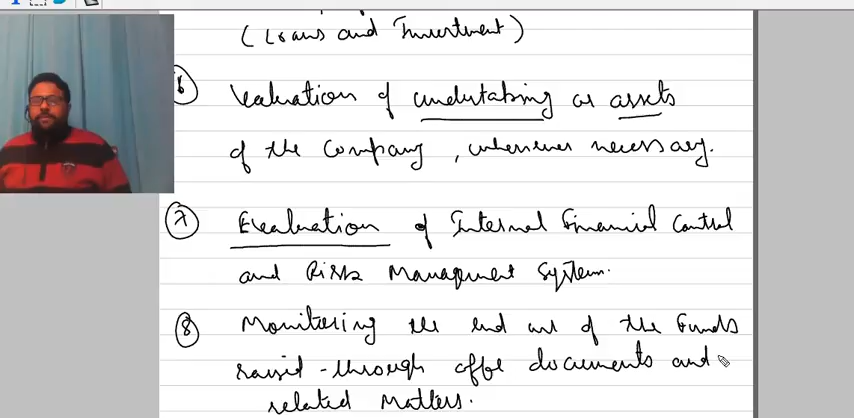 (Loans and Investment)
⑥ Valuation of undertaking or assets
of the company, whenever necessary.
⑦ Evaluation of Internal Financial Control
and Risk Management System.
⑧ Monitoring the end use of the Funds
raised through offer documents and
related Matters.